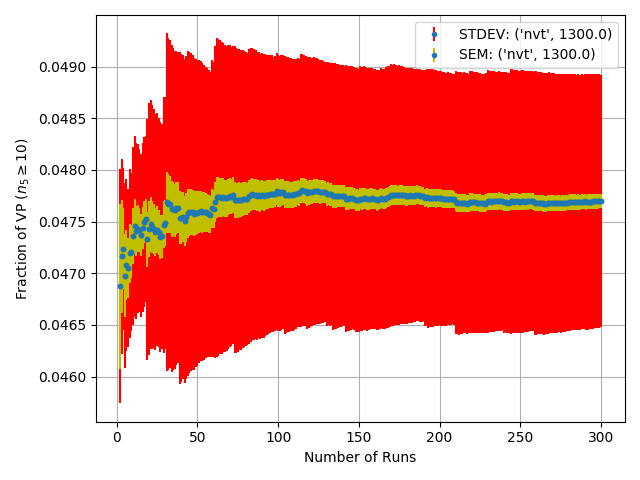 STDEV: ('nvt', 1300.0)
SEM: ('nvt', 1300.0)
Fraction of VP (n₅ ≥ 10)
0.0490
0.0485
0.0480
0.0475
0.0470
0.0465
0.0460
0 50 100 150 200 250 300
Number of Runs